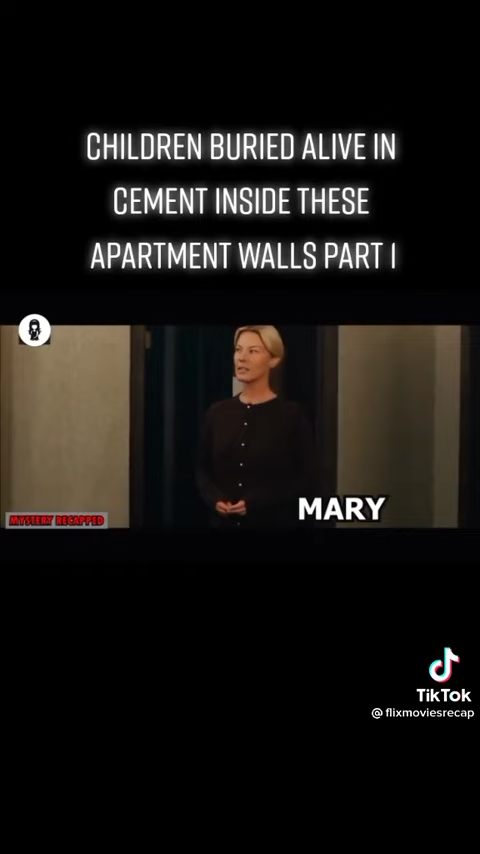 CHILDREN BURIED ALIVE IN
CEMENT INSIDE THESE
APARTMENT WALLS PART 1
MARY
MYSTERY RECAPPED
TikTok
@ flixmoviesrecap